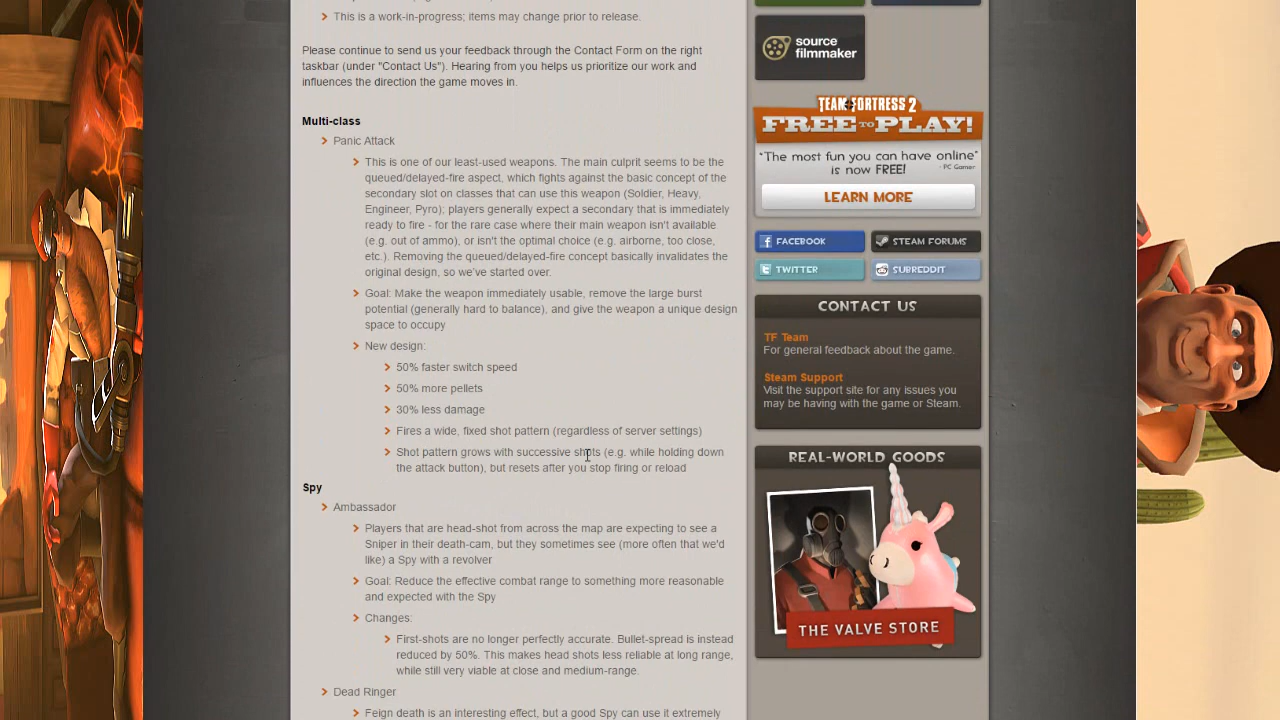 This is a work-in-progress; items may change prior to release.
Please continue to send us your feedback through the Contact Form on the right
taskbar (under "Contact Us"). Hearing from you helps us prioritize our work and
influences the direction the game moves in.
Multi-class
Panic Attack
This is one of our least-used weapons. The main culprit seems to be the
queued/delayed-fire aspect, which fights against the basic concept of the
secondary slot on classes that can use this weapon (Soldier, Heavy,
Engineer, Pyro); players generally expect a secondary that is immediately
ready to fire - for the rare case where their main weapon isn't available
(e.g. out of ammo), or isn't the optimal choice (e.g. airborne, too close,
etc.). Removing the queued/delayed-fire concept basically invalidates the
original design, so we've started over.
Goal: Make the weapon immediately usable, remove the large burst
potential (generally hard to balance), and give the weapon a unique design
space to occupy
New design:
50% faster switch speed
50% more pellets
30% less damage
Fires a wide, fixed shot pattern (regardless of server settings)
Shot pattern grows with successive shots (e.g. while holding down
the attack button), but resets after you stop firing or reload
Spy
Ambassador
Players that are head-shot from across the map are expecting to see a
Sniper in their death-cam, but they sometimes see (more often that we'd
like) a Spy with a revolver
Goal: Reduce the effective combat range to something more reasonable
and expected with the Spy
Changes:
First-shots are no longer perfectly accurate. Bullet-spread is instead
reduced by 50%. This makes head shots less reliable at long range,
while still very viable at close and medium-range.
Dead Ringer
Feign death is an interesting effect, but a good Spy can use it extremely
source
filmmaker
TEAM FORTRESS 2
FREE TO PLAY!
"The most fun you can have online"
- PC Gamer
is now FREE!
LEARN MORE
FACEBOOK
STEAM FORUMS
TWITTER
SUBREDDIT
CONTACT US
TF Team
For general feedback about the game.
Steam Support
Visit the support site for any issues you
may be having with the game or Steam.
REAL-WORLD GOODS
THE VALVE STORE